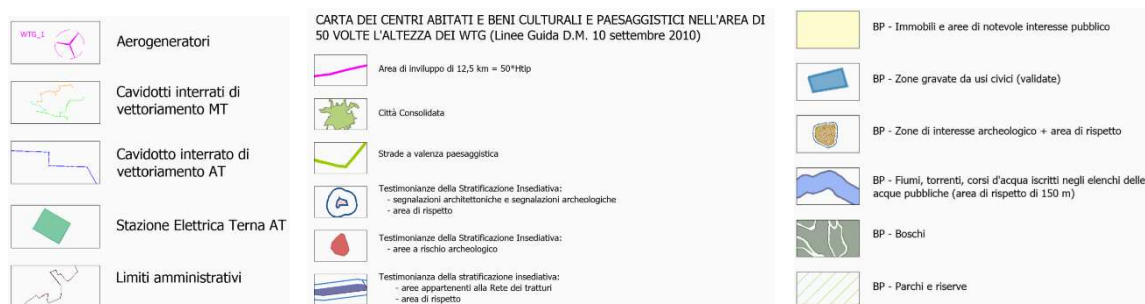 WTG_1
Aerogeneratori
Cavidotti interrati di
vettoriamento MT
Cavidotto interrato di
vettoriamento AT
Stazione Elettrica Terna AT
Limiti amministrativi
CARTA DEI CENTRI ABITATI E BENI CULTURALI E PAESAGGISTICI NELL'AREA DI
50 VOLTE L'ALTEZZA DEI WTG (Linee Guida D.M. 10 settembre 2010)
Area di inviluppo di 12,5 km = 50*Htip
Città Consolidata
Strade a valenza paesaggistica
Testimonianze della Stratificazione Insediativa:
- segnalazioni architettoniche e segnalazioni archeologiche
- area di rispetto
Testimonianze della Stratificazione Insediativa:
- aree a rischio archeologico
Testimonianza della stratificazione insediativa:
- aree appartenenti alla Rete dei tratturi
- area di rispetto
BP - Immobili e aree di notevole interesse pubblico
BP - Zone gravate da usi civici (validate)
BP - Zone di interesse archeologico + area di rispetto
BP - Fiumi, torrenti, corsi d'acqua iscritti negli elenchi delle
acque pubbliche (area di rispetto di 150 m)
BP - Boschi
BP - Parchi e riserve